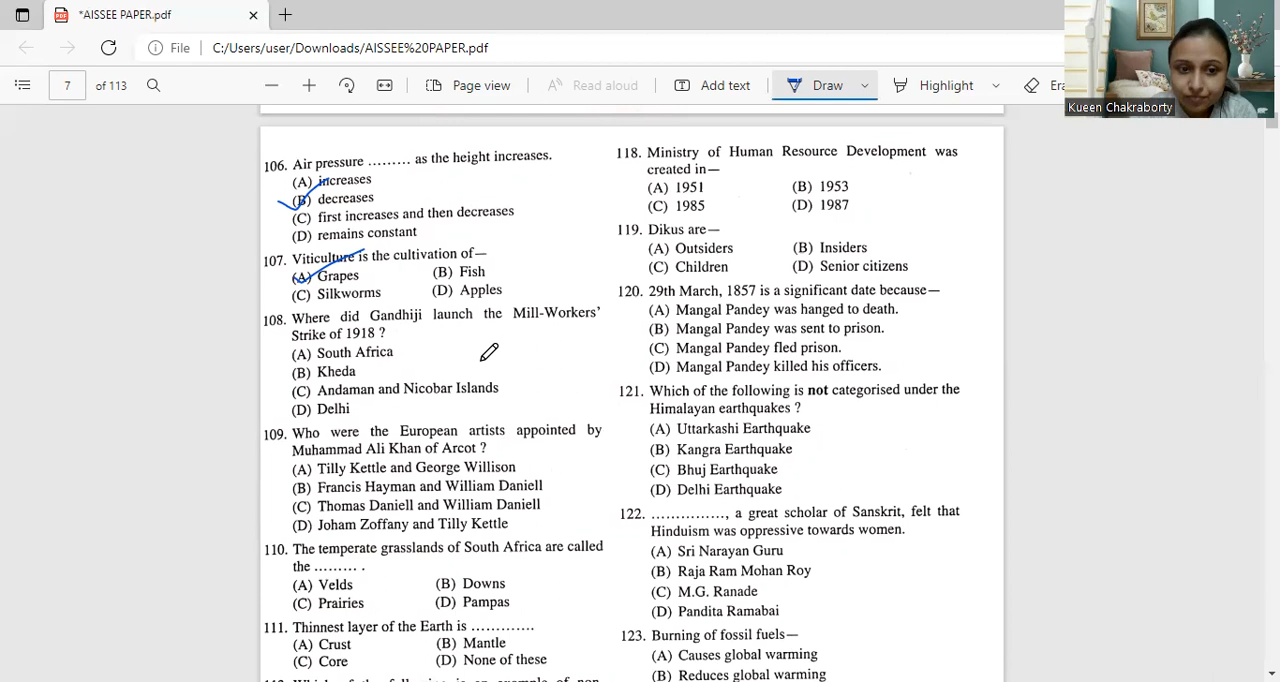 *AISSEE PAPER.pdf
File
C:/Users/user/Downloads/AISSEE%20PAPER.pdf
7
of 113
Page view
Read aloud
Add text
Draw
Highlight
Kueen Chakraborty
106. Air pressure ......... as the height increases.
(A) increases
(B) decreases
(C) first increases and then decreases
(D) remains constant
107. Viticulture is the cultivation of—
(A) Grapes (B) Fish
(C) Silkworms (D) Apples
108. Where did Gandhiji launch the Mill-Workers'
Strike of 1918 ?
(A) South Africa
(B) Kheda
(C) Andaman and Nicobar Islands
(D) Delhi
109. Who were the European artists appointed by
Muhammad Ali Khan of Arcot ?
(A) Tilly Kettle and George Willison
(B) Francis Hayman and William Daniell
(C) Thomas Daniell and William Daniell
(D) Joham Zoffany and Tilly Kettle
110. The temperate grasslands of South Africa are called
the ......... .
(A) Velds (B) Downs
(C) Prairies (D) Pampas
111. Thinnest layer of the Earth is .............
(A) Crust (B) Mantle
(C) Core (D) None of these
118. Ministry of Human Resource Development was
created in—
(A) 1951 (B) 1953
(C) 1985 (D) 1987
119. Dikus are—
(A) Outsiders (B) Insiders
(C) Children (D) Senior citizens
120. 29th March, 1857 is a significant date because—
(A) Mangal Pandey was hanged to death.
(B) Mangal Pandey was sent to prison.
(C) Mangal Pandey fled prison.
(D) Mangal Pandey killed his officers.
121. Which of the following is not categorised under the
Himalayan earthquakes ?
(A) Uttarkashi Earthquake
(B) Kangra Earthquake
(C) Bhuj Earthquake
(D) Delhi Earthquake
122. ..............., a great scholar of Sanskrit, felt that
Hinduism was oppressive towards women.
(A) Sri Narayan Guru
(B) Raja Ram Mohan Roy
(C) M.G. Ranade
(D) Pandita Ramabai
123. Burning of fossil fuels—
(A) Causes global warming
(B) Reduces global warming